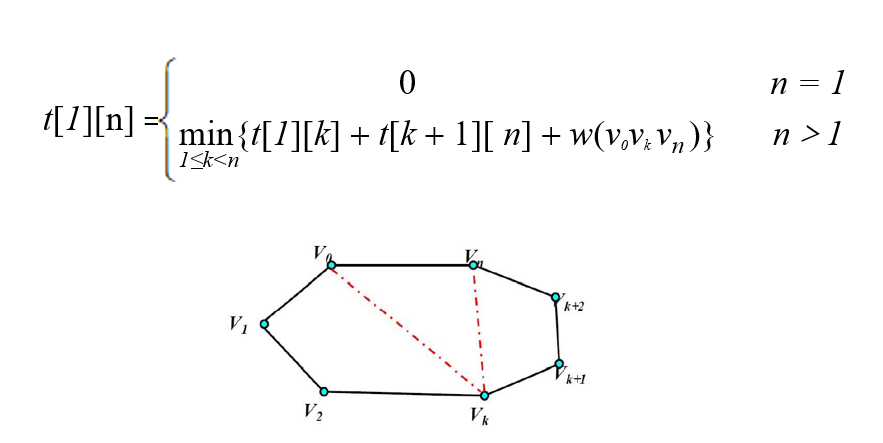 0 n = 1
t[1][n] =
min{t[1][k] + t[k + 1][ n] + w(v₀vₖvₙ)} n > 1
1≤k<n
V₀ Vₙ
Vₖ₊₂
V₁
Vₖ₊₁
V₂ Vₖ